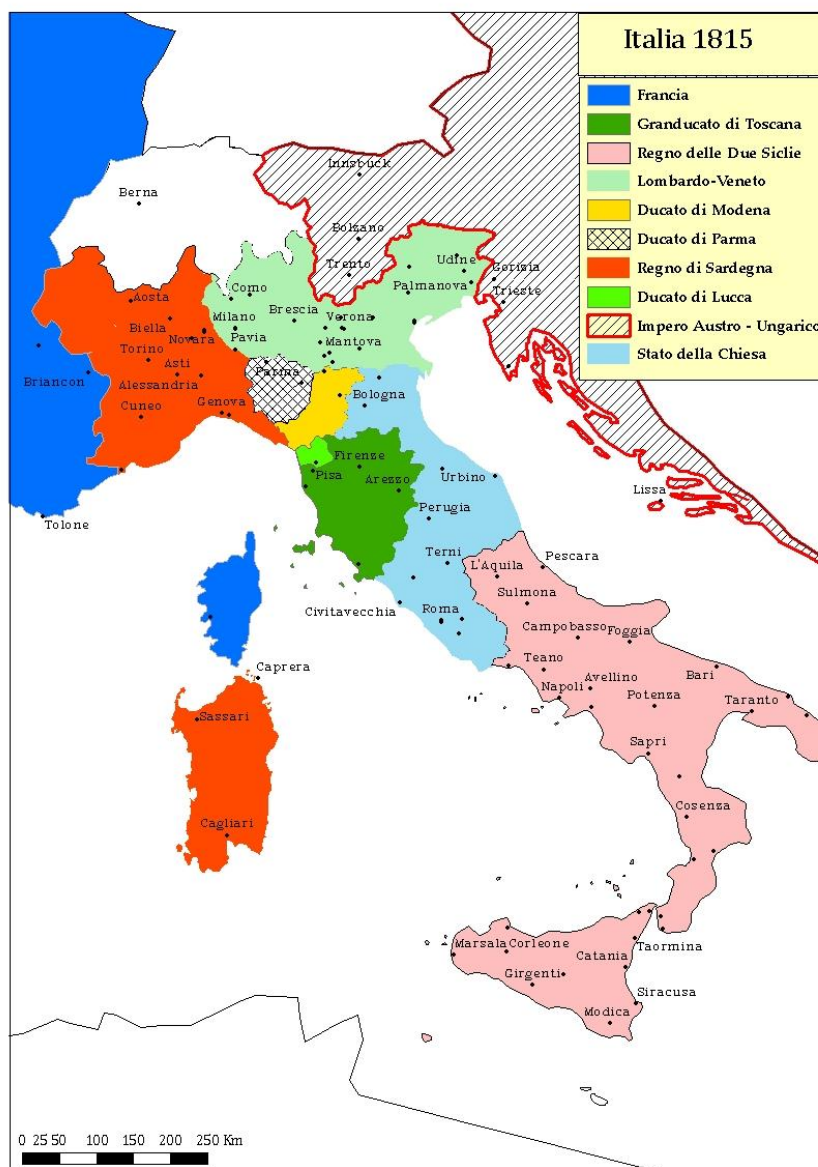 Italia 1815
Francia
Granducato di Toscana
Regno delle Due Siclie
Lombardo-Veneto
Ducato di Modena
Ducato di Parma
Regno di Sardegna
Ducato di Lucca
Impero Austro - Ungarico
Stato della Chiesa
Innsbück
Berna
Bolzano
Trento
Udine
Gorizia
Aosta
Como
Palmanova
Trieste
Biella
Milano
Brescia
Verona
Novara
Pavia
Mantova
Torino
Asti
Parma
Briancon
Alessandria
Bologna
Cuneo
Genova
Firenze
Pisa
Arezzo
Urbino
Lissa
Tolone
Perugia
Terni
Pescara
L'Aquila
Sulmona
Civitavecchia
Roma
Campobasso
Foggia
Caprera
Teano
Bari
Avellino
Napoli
Potenza
Taranto
Sassari
Sapri
Cagliari
Cosenza
Marsala
Corleone
Taormina
Catania
Girgenti
Siracusa
Modica
0 25 50 100 150 200 250 Km